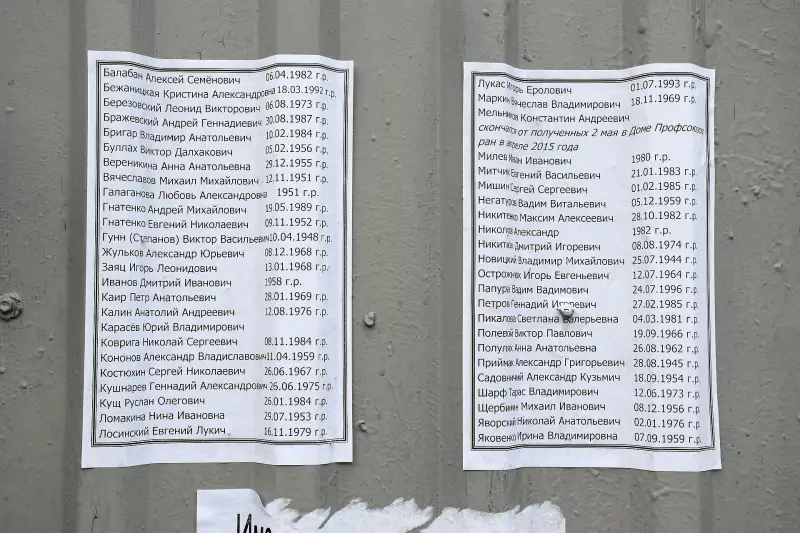 Балабан Алексей Семёнович 06.04.1982 г.р.
Бежаницкая Кристина Александровна 18.03.1992 г.р.
Березовский Леонид Викторович 06.08.1973 г.р.
Бражевский Андрей Геннадиевич 30.08.1987 г.р.
Бригар Владимир Анатольевич 10.02.1984 г.р.
Буллах Виктор Далхакович 05.02.1956 г.р.
Вереникина Анна Анатольевна 29.12.1955 г.р.
Вячеславов Михаил Михайлович 12.11.1951 г.р.
Галаганова Любовь Александровна 1951 г.р.
Гнатенко Андрей Михайлович 19.05.1989 г.р.
Гнатенко Евгений Николаевич 09.11.1952 г.р.
Гунн (Степанов) Виктор Васильевич 10.04.1948 г.р.
Жульков Александр Юрьевич 08.12.1968 г.р.
Заяц Игорь Леонидович 13.01.1968 г.р.
Иванов Дмитрий Иванович 1958 г.р.
Каир Петр Анатольевич 28.01.1969 г.р.
Калин Анатолий Андреевич 12.08.1976 г.р.
Карасёв Юрий Владимирович
Коврига Николай Сергеевич 08.11.1984 г.р.
Кононов Александр Владиславович 11.04.1959 г.р.
Костюхин Сергей Николаевич 26.06.1967 г.р.
Кушнарев Геннадий Александрович 26.06.1975 г.р.
Кущ Руслан Олегович 26.01.1984 г.р.
Ломакина Нина Ивановна 29.07.1953 г.р.
Лосинский Евгений Лукич 16.11.1979 г.р.
Лукас Игорь Еролович 01.07.1993 г.р.
Маркин Вячеслав Владимирович 18.11.1969 г.р.
Мельников Константин Андреевич
скончался от полученных 2 мая в Доме Профсоюзов
ран в апреле 2015 года
Милев Иван Иванович 1980 г.р.
Митчик Евгений Васильевич 21.01.1983 г.р.
Мишин Сергей Сергеевич 01.02.1985 г.р.
Негатуров Вадим Витальевич 05.12.1959 г.р.
Никитенко Максим Алексеевич 28.10.1982 г.р.
Николов Александр 1982 г.р.
Никитюк Дмитрий Игоревич 08.08.1974 г.р.
Новицкий Владимир Михайлович 25.07.1944 г.р.
Острожнюк Игорь Евгеньевич 12.07.1964 г.р.
Папура Вадим Вадимович 24.07.1996 г.р.
Петров Геннадий Игоревич 27.02.1985 г.р.
Пикалова Светлана Валерьевна 04.03.1981 г.р.
Полевой Виктор Павлович 19.09.1966 г.р.
Полулях Анна Анатольевна 26.08.1962 г.р.
Приймак Александр Григорьевич 28.08.1945 г.р.
Садовничий Александр Кузьмич 18.09.1954 г.р.
Шарф Тарас Владимирович 12.06.1973 г.р.
Щербинин Михаил Иванович 08.12.1956 г.р.
Яворский Николай Анатольевич 02.01.1976 г.р.
Яковенко Ирина Владимировна 07.09.1959 г.р.